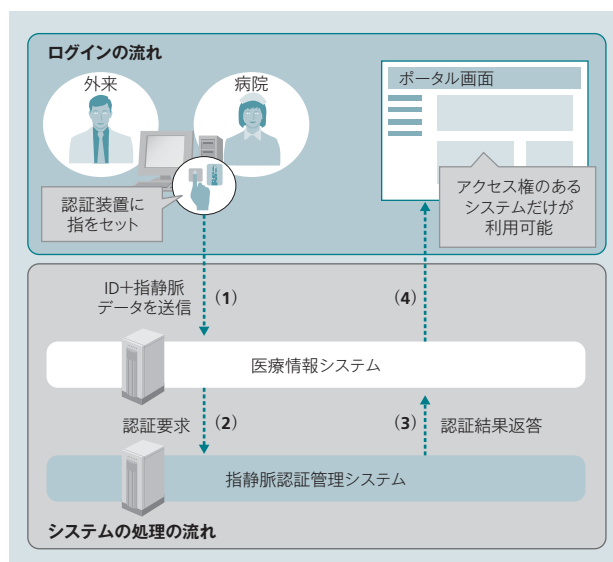 ログインの流れ
外来
病院
認証装置に
指をセット
ポータル画面
アクセス権のある
システムだけが
利用可能
ID+指静脈
データを送信
(1)
(4)
医療情報システム
認証要求
(2)
(3)
認証結果返答
指静脈認証管理システム
システムの処理の流れ